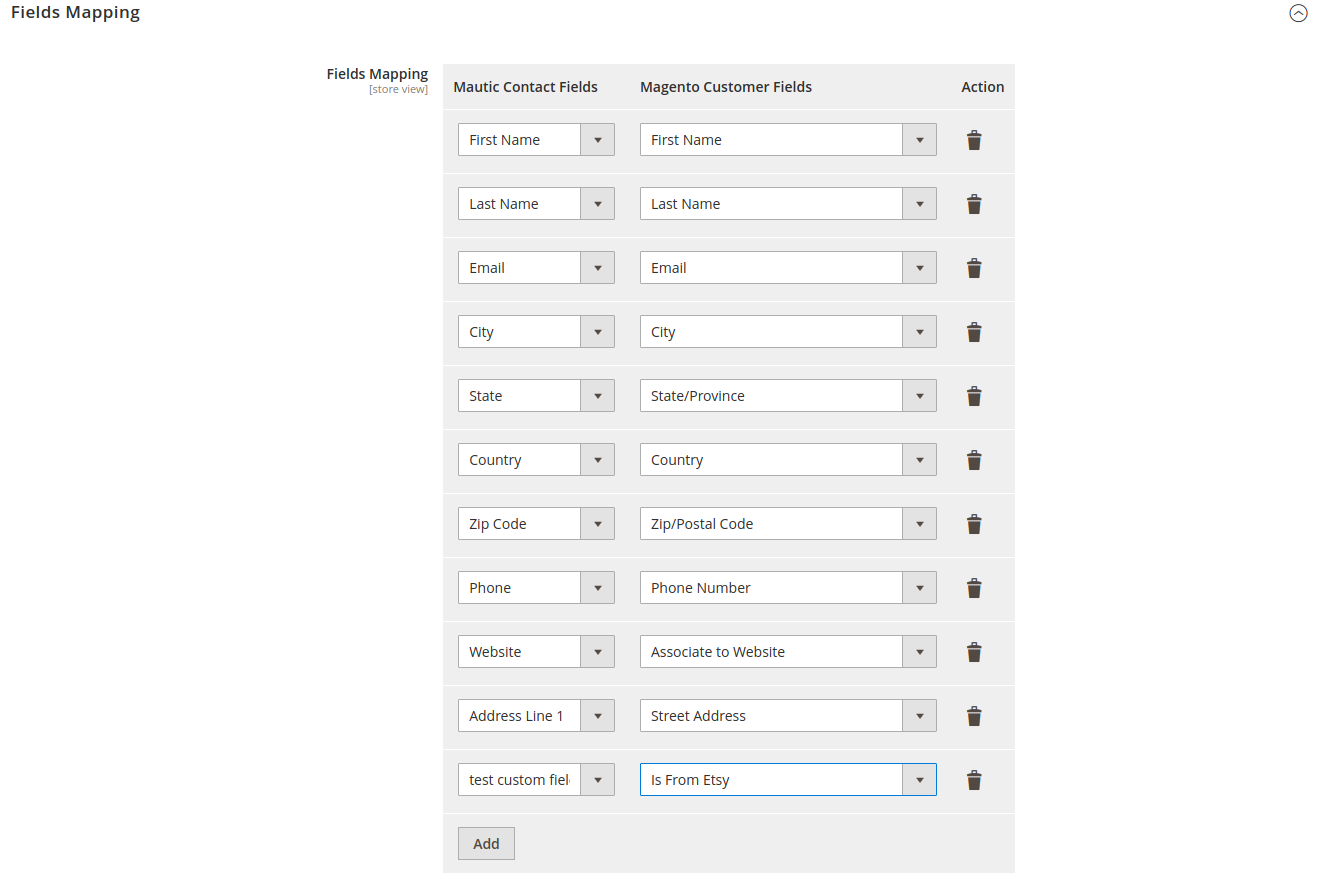 Fields Mapping
Fields Mapping
[store view]
Mautic Contact Fields Magento Customer Fields Action
First Name First Name
Last Name Last Name
Email Email
City City
State State/Province
Country Country
Zip Code Zip/Postal Code
Phone Phone Number
Website Associate to Website
Address Line 1 Street Address
test custom fiel Is From Etsy
Add